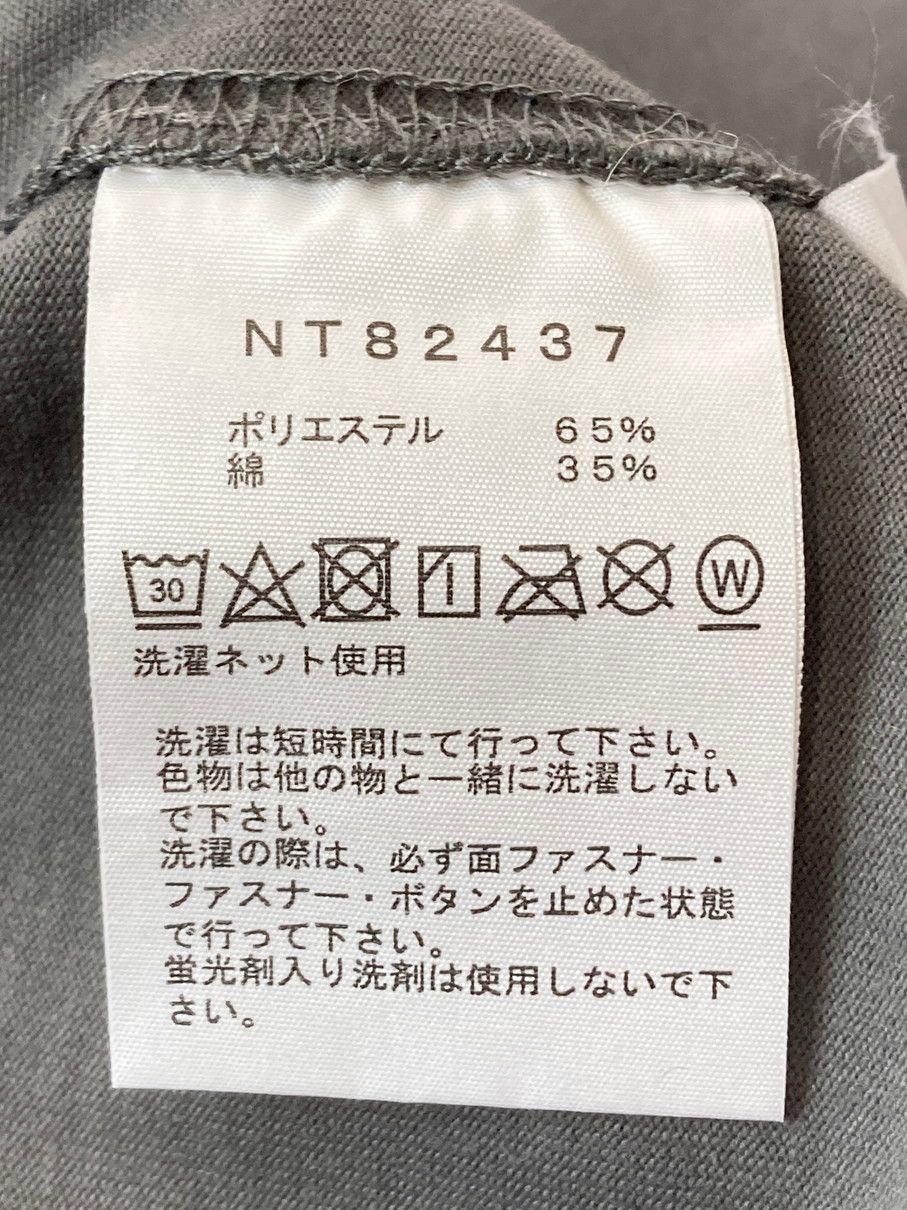 NT82437
ポリエステル 65%
綿 35%
30 W
洗濯ネット使用
洗濯は短時間にて行って下さい。
色物は他の物と一緒に洗濯しない
で下さい。
洗濯の際は、必ず面ファスナー・
ファスナー・ボタンを止めた状態
で行って下さい。
蛍光剤入り洗剤は使用しないで下
さい。